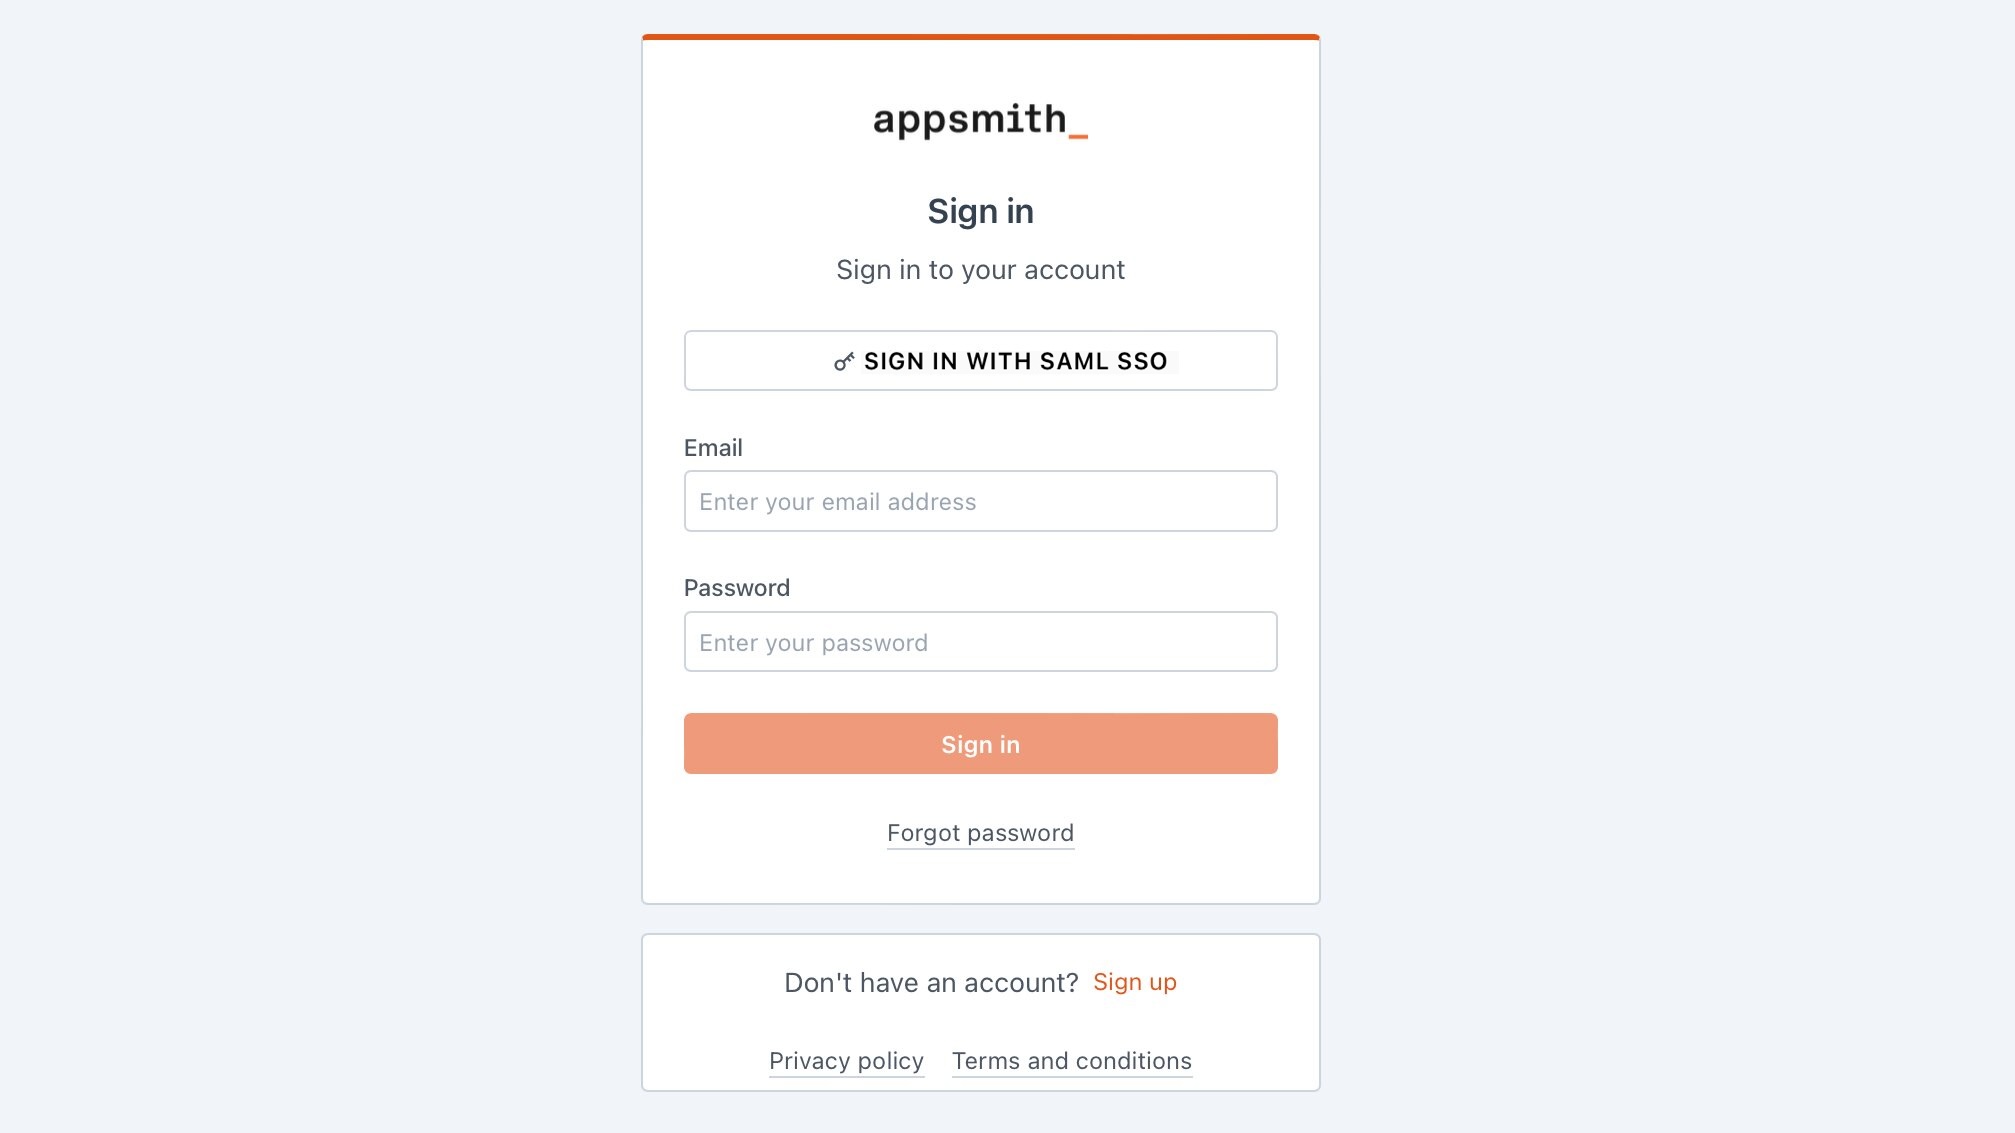 appsmith_
Sign in
Sign in to your account
SIGN IN WITH SAML SSO
Email
Enter your email address
Password
Enter your password
Sign in
Forgot password
Don't have an account? Sign up
Privacy policy Terms and conditions